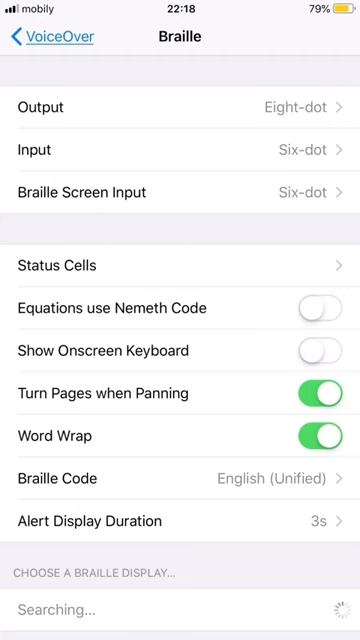 mobily 22:18 79%
VoiceOver Braille
Output Eight-dot
Input Six-dot
Braille Screen Input Six-dot
Status Cells
Equations use Nemeth Code
Show Onscreen Keyboard
Turn Pages when Panning
Word Wrap
Braille Code English (Unified)
Alert Display Duration 3s
CHOOSE A BRAILLE DISPLAY...
Searching...